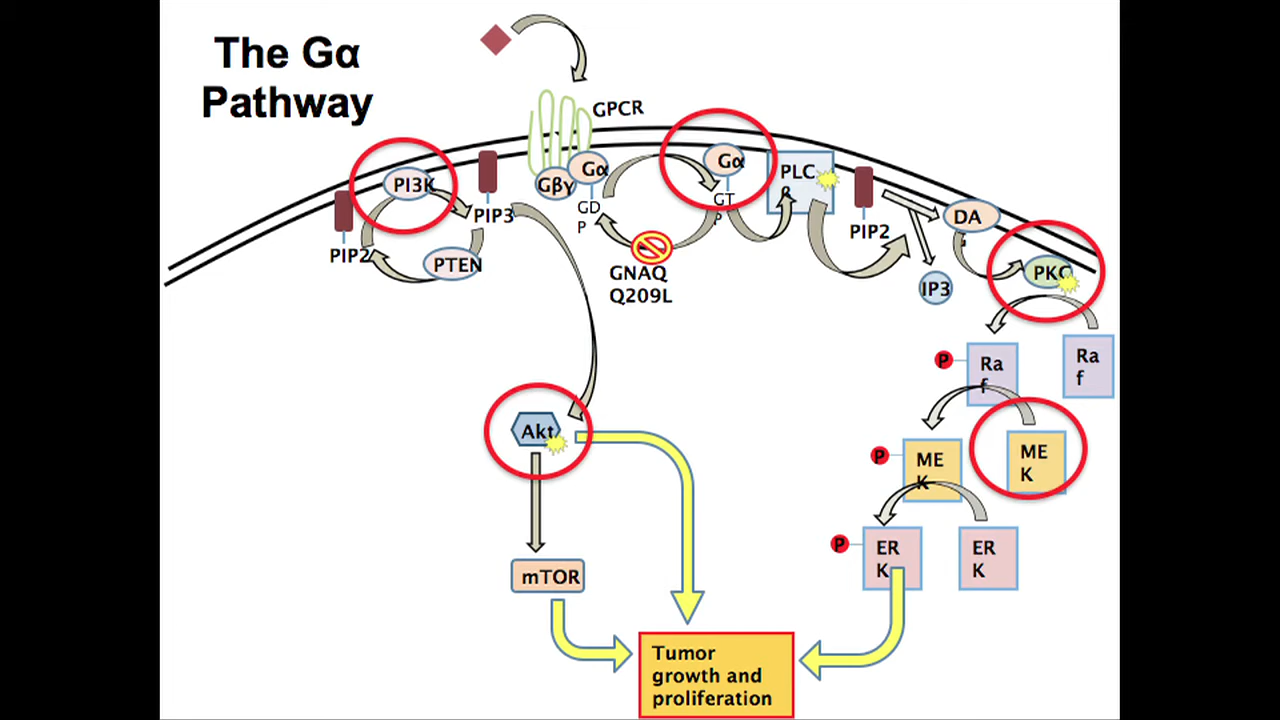 The Gα
Pathway
GPCR
PI3K
PIP3
PIP2
PTEN
Gβγ
Gα
GD
P
GNAQ
Q209L
Gα
GT
P
PLC
β
PIP2
DA
IP3
PKC
P
Ra
f
Ra
f
Akt
P
ME
K
ME
K
P
ER
K
ER
K
mTOR
Tumor
growth and
proliferation